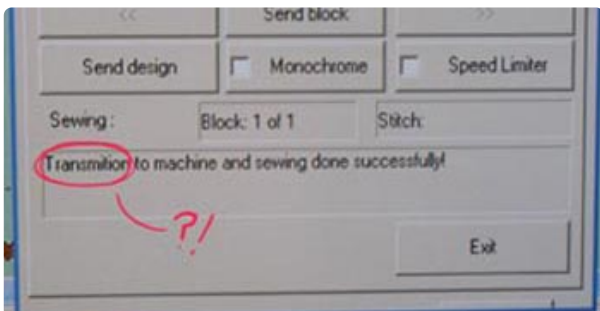 << Send block >>
Send design Monochrome Speed Limiter
Sewing: Block: 1 of 1 Stitch:
Transmition to machine and sewing done successfully!
?!
Exit